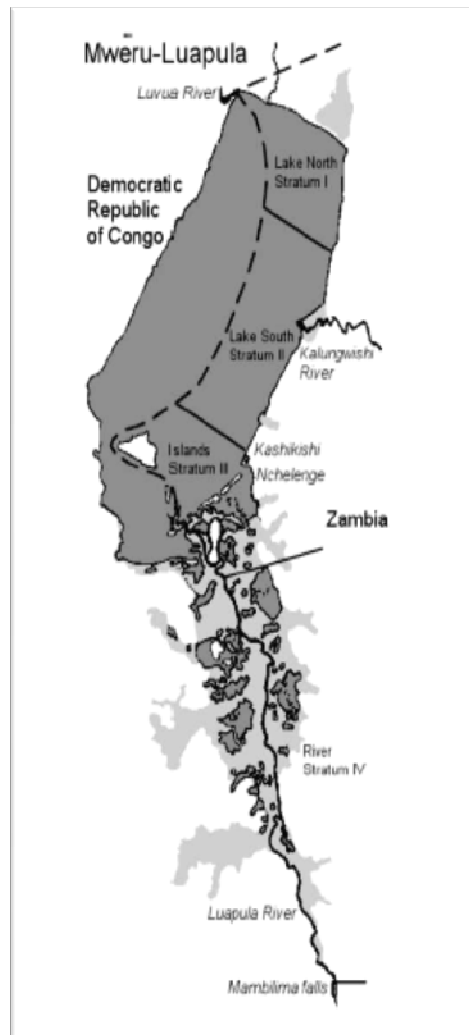 Mweru-Luapula
Luvua River
Lake North
Stratum I
Democratic
Republic
of Congo
Lake South
Stratum II
Kalungwishi
River
Islands
Stratum III
Kashikishi
Nchelenge
Zambia
River
Stratum IV
Luapula River
Mambilima falls